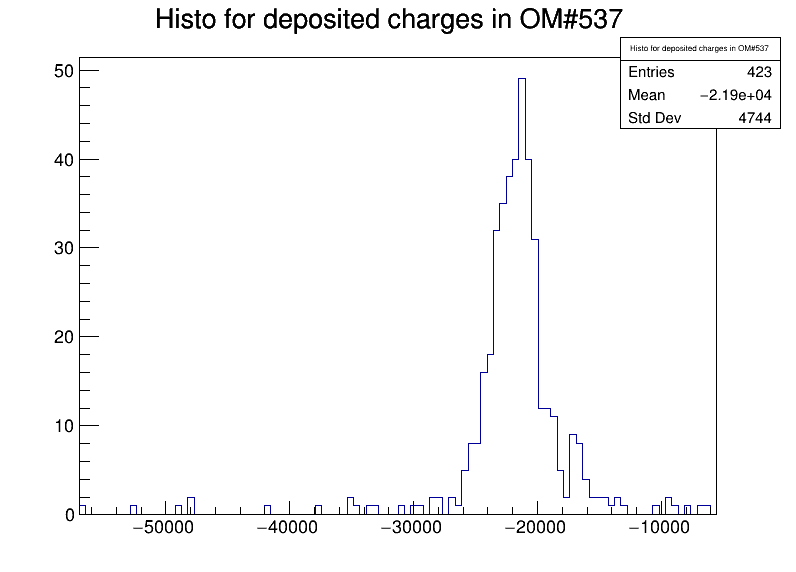 Histo for deposited charges in OM#537
Histo for deposited charges in OM#537
Entries 423
Mean −2.19e+04
Std Dev 4744
50
40
30
20
10
0
−50000 −40000 −30000 −20000 −10000